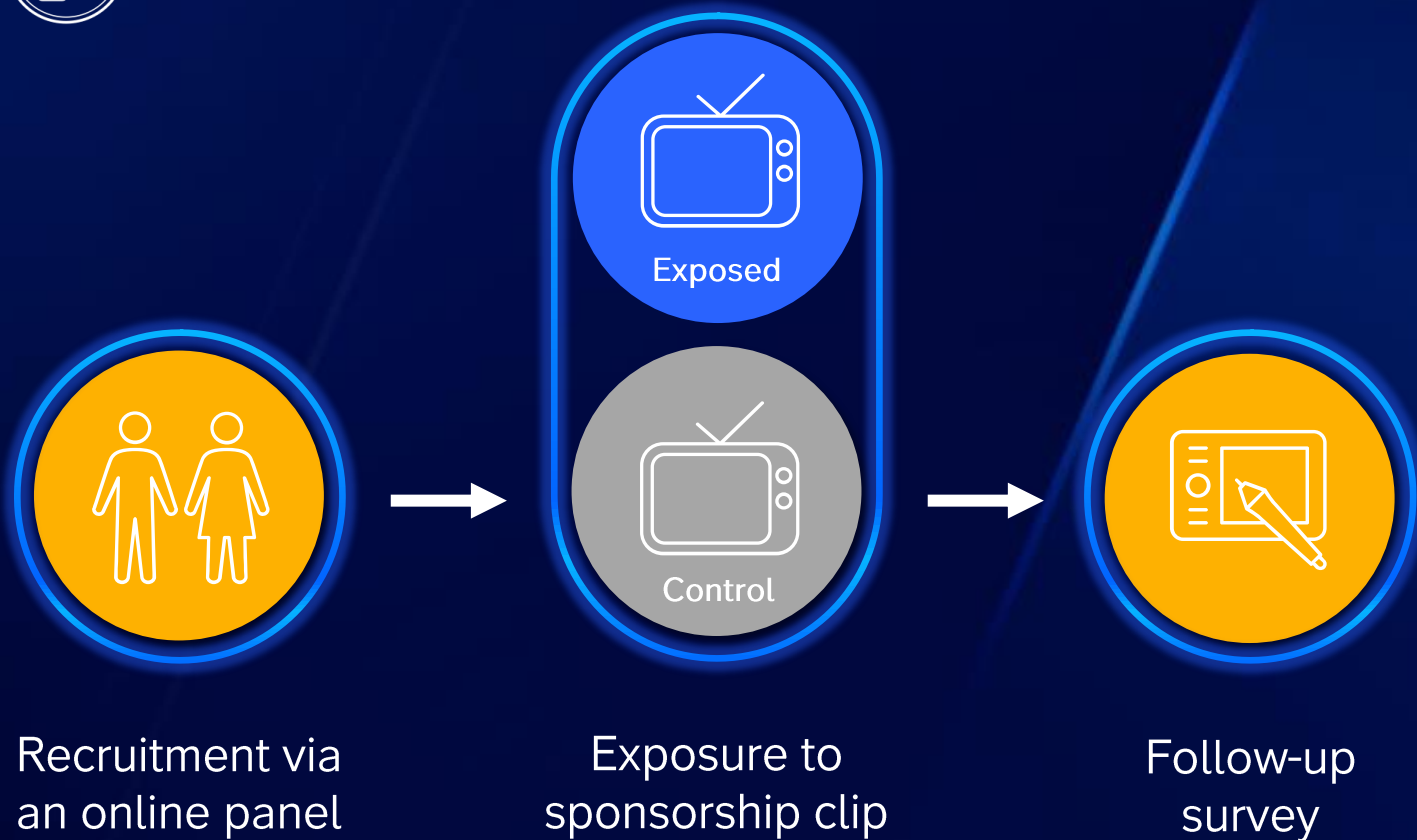 Exposed
Control
Recruitment via
an online panel
Exposure to
sponsorship clip
Follow-up
survey